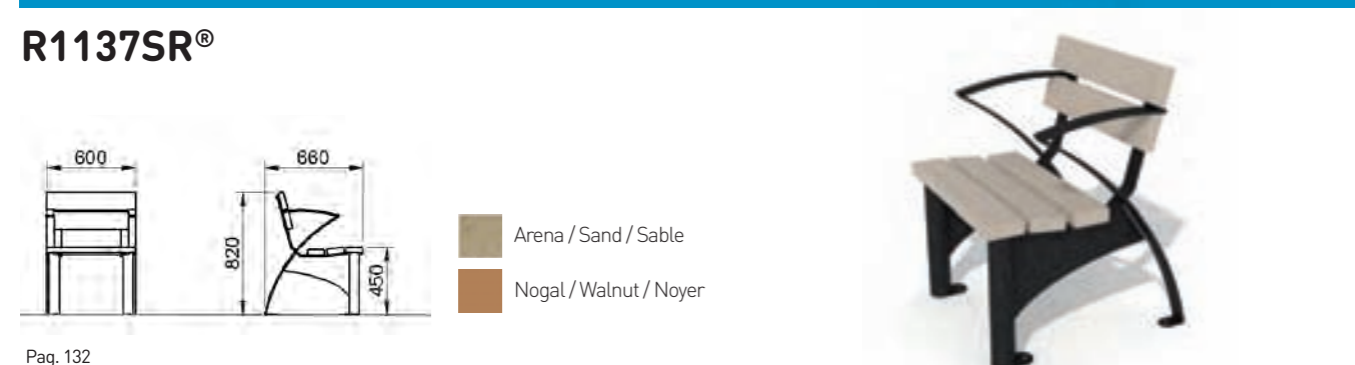 R1137SR®
600
660
820
450
Arena / Sand / Sable
Nogal / Walnut / Noyer
Pag. 132